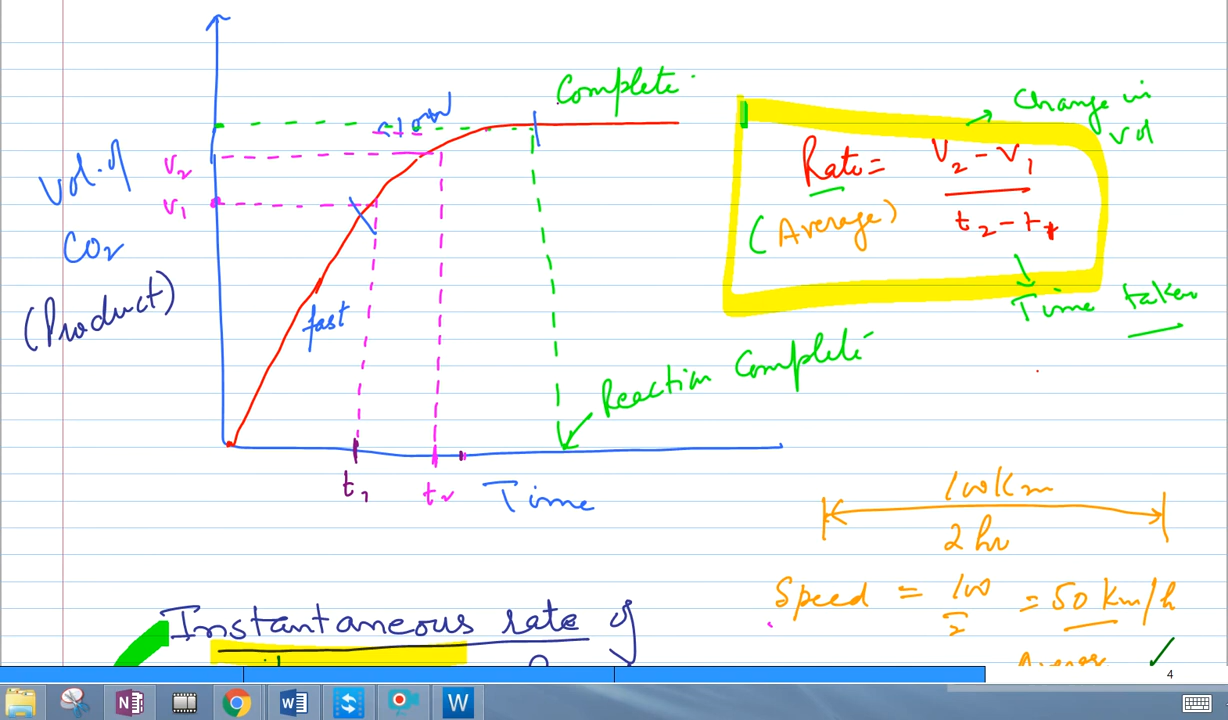 Complete
slow
Change in
vol
Vol. of
CO2
(Product)
V2
V1
fast
Rate = V2 - V1
t2 - t1
(Average)
Time taken
Reaction Complete
t1
t2
Time
100 Km
2 hr
Speed = 100
2
= 50 km/h
Instantaneous rate of
4